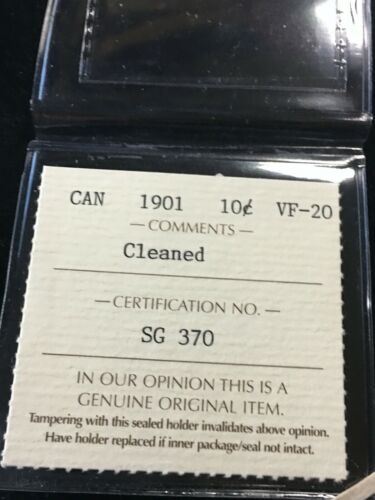 CAN 1901 10¢ VF-20
— COMMENTS —
Cleaned
— CERTIFICATION NO. —
SG 370
IN OUR OPINION THIS IS A
GENUINE ORIGINAL ITEM.
Tampering with this sealed holder invalidates above opinion.
Have holder replaced if inner package/seal not intact.